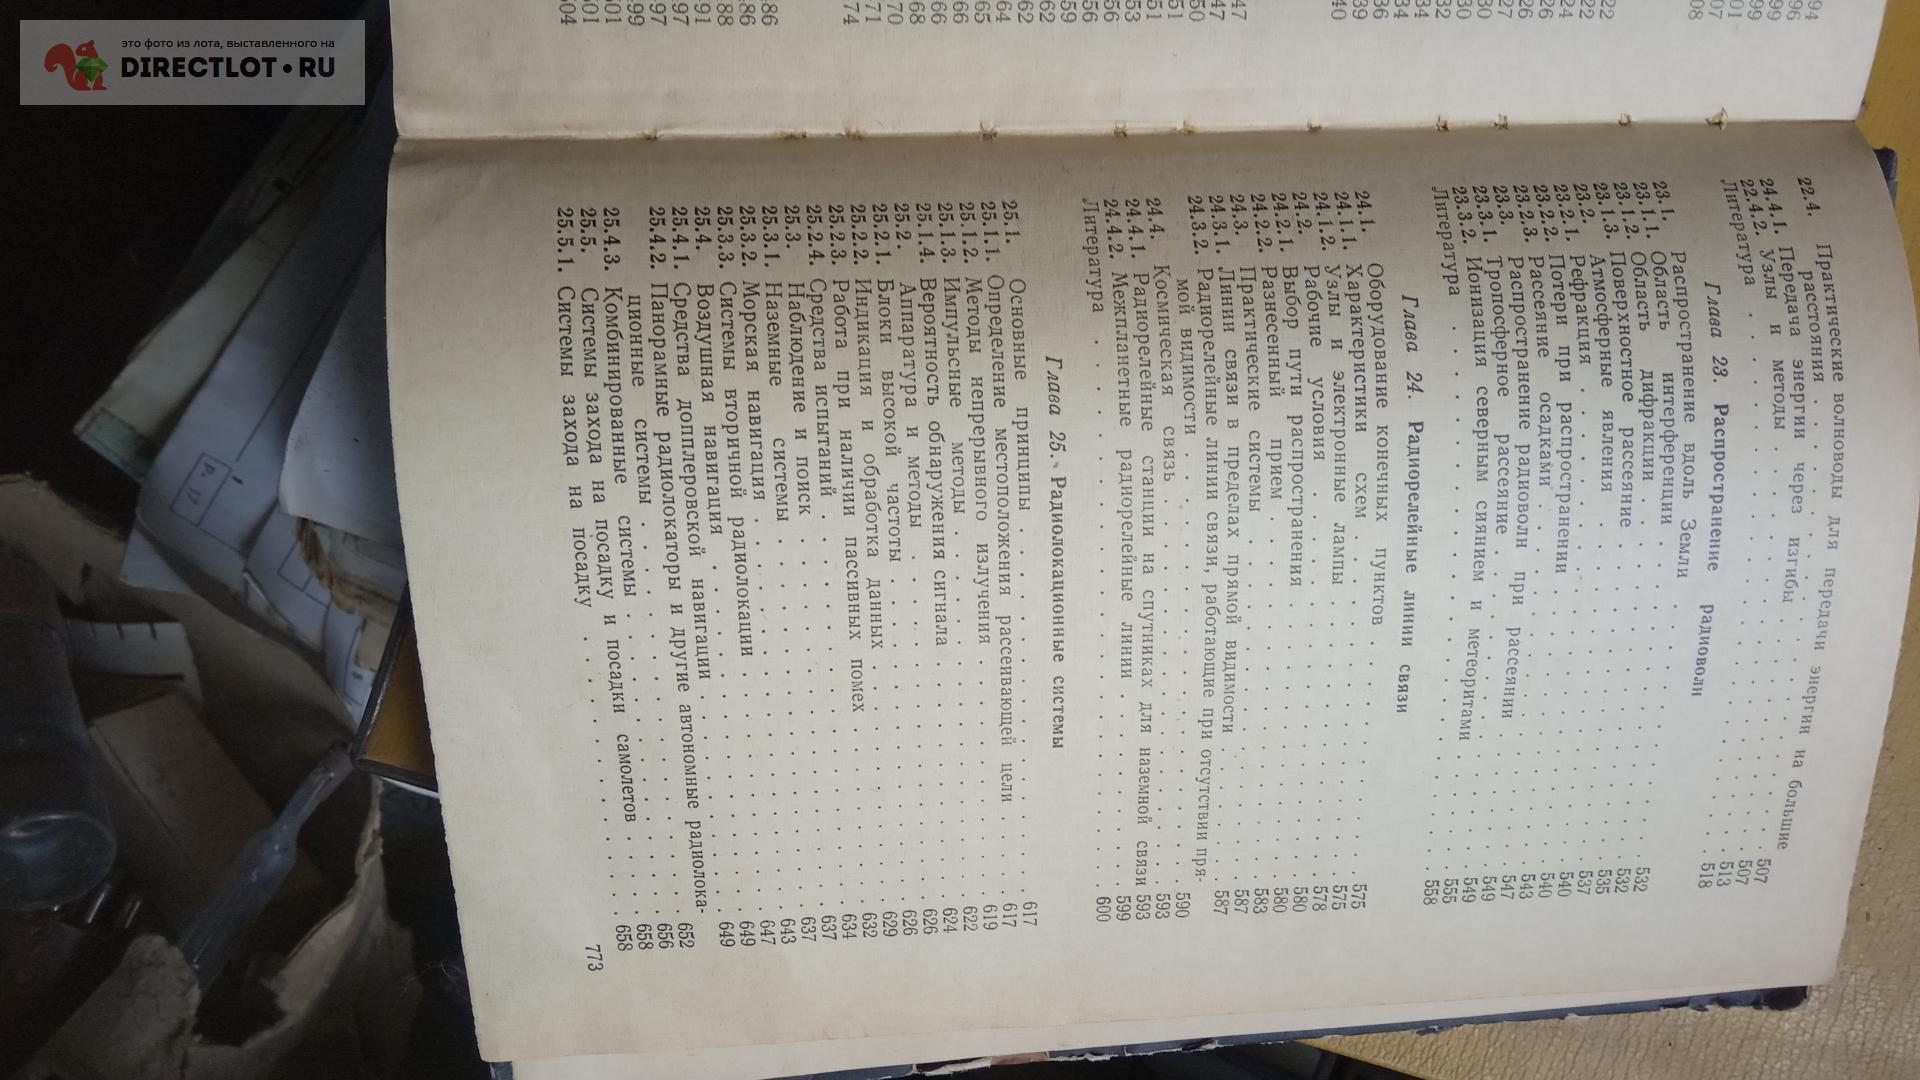 это фото из лота, выставленного на
DIRECTLOT•RU
22.4. Практические волноводы для передачи энергии на большие
расстояния . . . . . . . . 507
24.4.1. Передача энергии через изгибы . . . . . . . . 507
22.4.2. Узлы и методы . . . . . . . . 513
Литература . . . . . . . . 518
Глава 23. Распространение радиоволн
23.1. Распространение вдоль Земли . . . . . . . . 532
23.1.1. Область интерференции . . . . . . . . 532
23.1.2. Область дифракции . . . . . . . . 535
23.1.3. Поверхностное рассеяние . . . . . . . . 537
23.2. Атмосферные явления . . . . . . . . 540
23.2.1. Рефракция . . . . . . . . 540
23.2.2. Потери при распространении . . . . . . . . 543
23.2.3. Рассеяние осадками . . . . . . . . 547
23.3. Распространение радиоволн при рассеянии . . . . . . . . 549
23.3.1. Тропосферное рассеяние . . . . . . . . 549
23.3.2. Ионизация северным сиянием и метеоритами . . . . . . . . 555
Литература . . . . . . . . 558
Глава 24. Радиорелейные линии связи
24.1. Оборудование конечных пунктов . . . . . . . . 575
24.1.1. Характеристики схем . . . . . . . . 575
24.1.2. Узлы и электронные лампы . . . . . . . . 578
24.2. Рабочие условия . . . . . . . . 580
24.2.1. Выбор пути распространения . . . . . . . . 580
24.2.2. Разнесенный прием . . . . . . . . 583
24.3. Практические системы . . . . . . . . 587
24.3.1. Линии связи в пределах прямой видимости . . . . . . . . 587
24.3.2. Радиорелейные линии связи, работающие при отсутствии пря-
мой видимости . . . . . . . . 590
24.4. Космическая связь . . . . . . . . 593
24.4.1. Радиорелейные станции на спутниках для наземной связи 593
24.4.2. Межпланетные радиорелейные линии . . . . . . . . 599
Литература . . . . . . . . 600
Глава 25. Радиолокационные системы
25.1. Основные принципы . . . . . . . . 617
25.1.1. Определение местоположения рассеивающей цели . . . . . . . . 617
25.1.2. Методы непрерывного излучения . . . . . . . . 619
25.1.3. Импульсные методы . . . . . . . . 622
25.1.4. Вероятность обнаружения сигнала . . . . . . . . 624
25.2. Аппаратура и методы . . . . . . . . 626
25.2.1. Блоки высокой частоты . . . . . . . . 626
25.2.2. Индикация и обработка данных . . . . . . . . 629
25.2.3. Работа при наличии пассивных помех . . . . . . . . 632
25.2.4. Средства испытаний . . . . . . . . 634
25.3. Наблюдение и поиск . . . . . . . . 637
25.3.1. Наземные системы . . . . . . . . 637
25.3.2. Морская навигация . . . . . . . . 643
25.3.3. Системы вторичной радиолокации . . . . . . . . 647
25.4. Воздушная навигация . . . . . . . . 649
25.4.1. Средства допплеровской навигации . . . . . . . . 649
25.4.2. Панорамные радиолокаторы и другие автономные радиолока-
ционные системы . . . . . . . . 652
25.4.3. Комбинированные системы . . . . . . . . 656
25.5. Системы захода на посадку и посадки самолетов . . . . . . . . 658
25.5.1. Системы захода на посадку . . . . . . . . 658
773